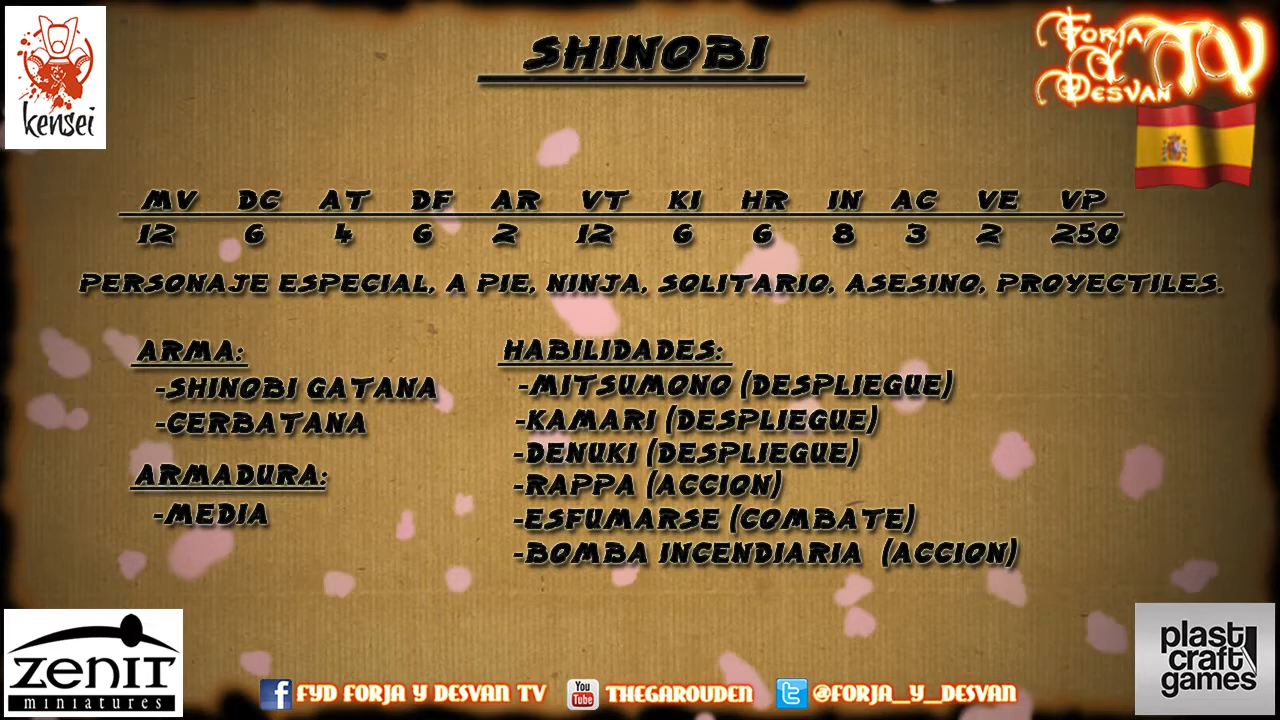 kensei
SHINOBI
Forja
Y
Desván
TV
MV DC AT DF AR VT KI HR IN AC VE VP
12 6 4 6 2 12 6 6 8 3 2 250
PERSONAJE ESPECIAL, A PIE, NINJA, SOLITARIO, ASESINO, PROYECTILES.
ARMA:
-SHINOBI GATANA
-CERBATANA
ARMADURA:
-MEDIA
HABILIDADES:
-MITSUMONO (DESPLIEGUE)
-KAMARI (DESPLIEGUE)
-DENUKI (DESPLIEGUE)
-RAPPA (ACCION)
-ESFUMARSE (COMBATE)
-BOMBA INCENDIARIA (ACCION)
zenit
miniatures
f FYD FORJA Y DESVAN TV You Tube THEGAROUDEN t @FORJA_Y_DESVAN
plast
craft
games